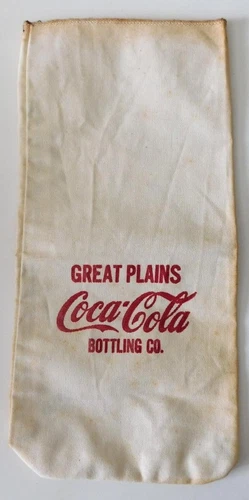 GREAT PLAINS
Coca-Cola
BOTTLING CO.